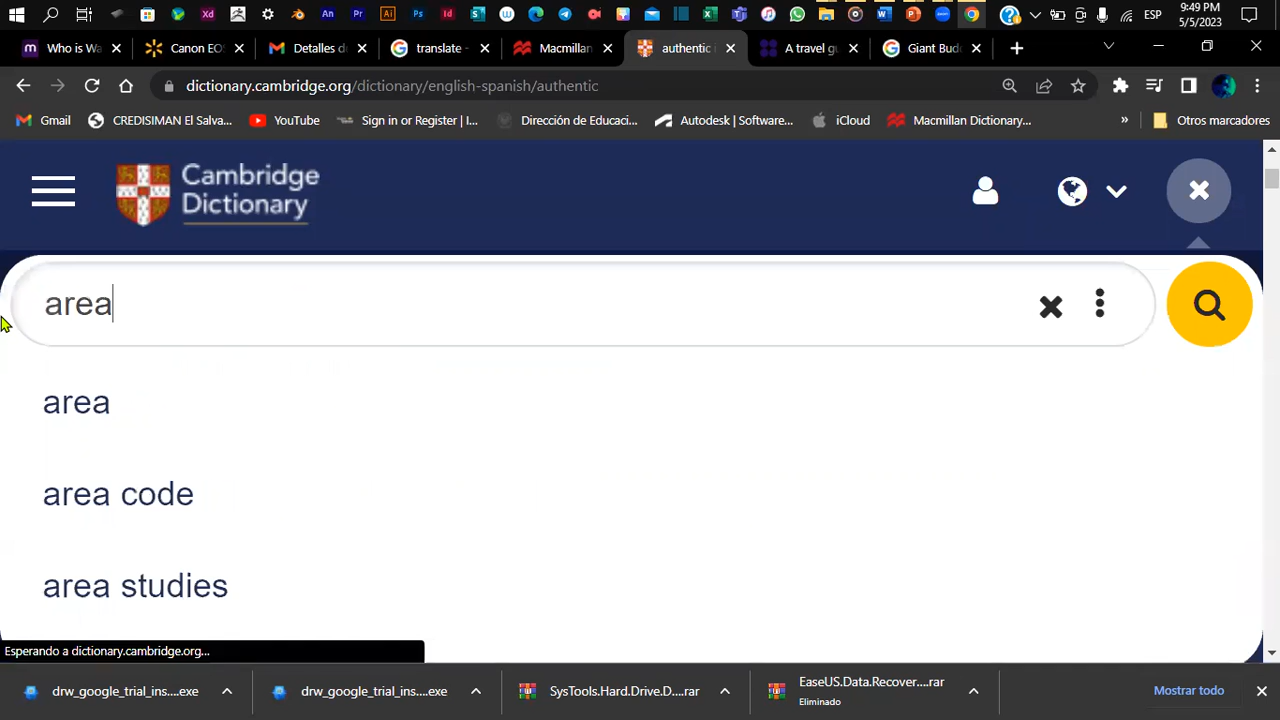 9:49 PM
ESP
5/5/2023
Who is Wa
Canon EOS
Detalles de
translate -
Macmillan
authentic i
A travel gu
Giant Bud
dictionary.cambridge.org/dictionary/english-spanish/authentic
Gmail
CREDISIMAN El Salva...
YouTube
Sign in or Register | I...
Dirección de Educaci...
Autodesk | Software...
iCloud
Macmillan Dictionary...
»
Otros marcadores
Cambridge
Dictionary
area
area
area code
area studies
Esperando a dictionary.cambridge.org...
drw_google_trial_ins....exe
drw_google_trial_ins....exe
SysTools.Hard.Drive.D....rar
EaseUS.Data.Recover....rar
Eliminado
Mostrar todo